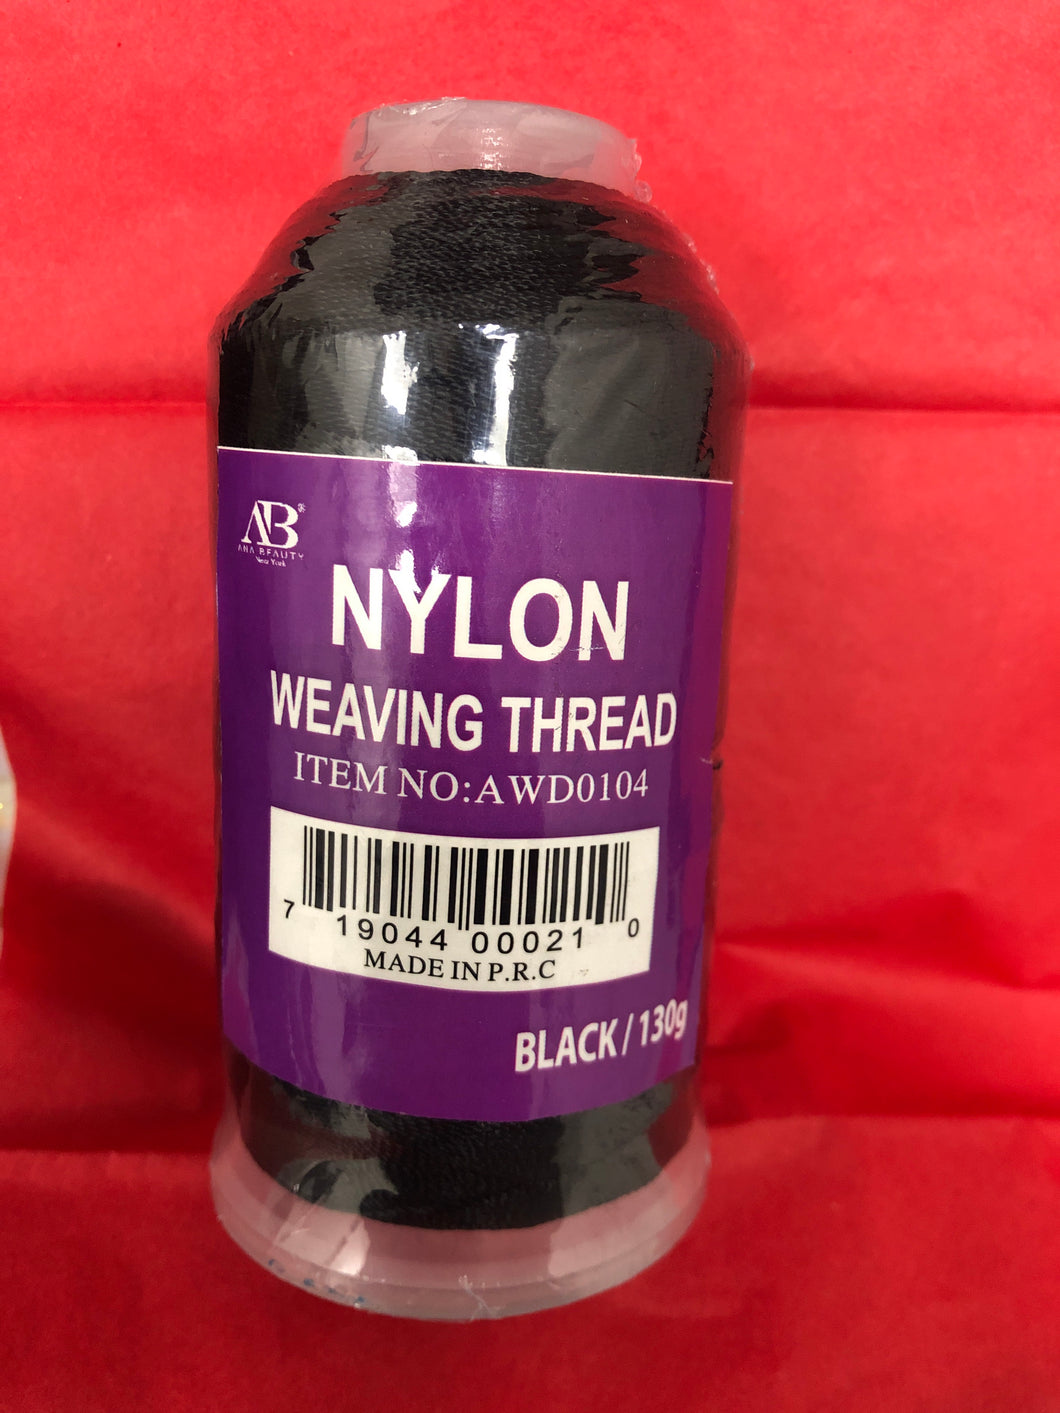 AB
ANA BEAUTY
New York
NYLON
WEAVING THREAD
ITEM NO:AWD0104
7 19044 00021 0
MADE IN P.R.C
BLACK/130g